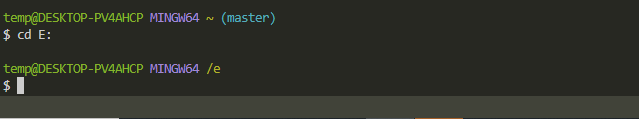 temp@DESKTOP-PV4AHCP MINGW64 ~ (master)
$ cd E:
temp@DESKTOP-PV4AHCP MINGW64 /e
$